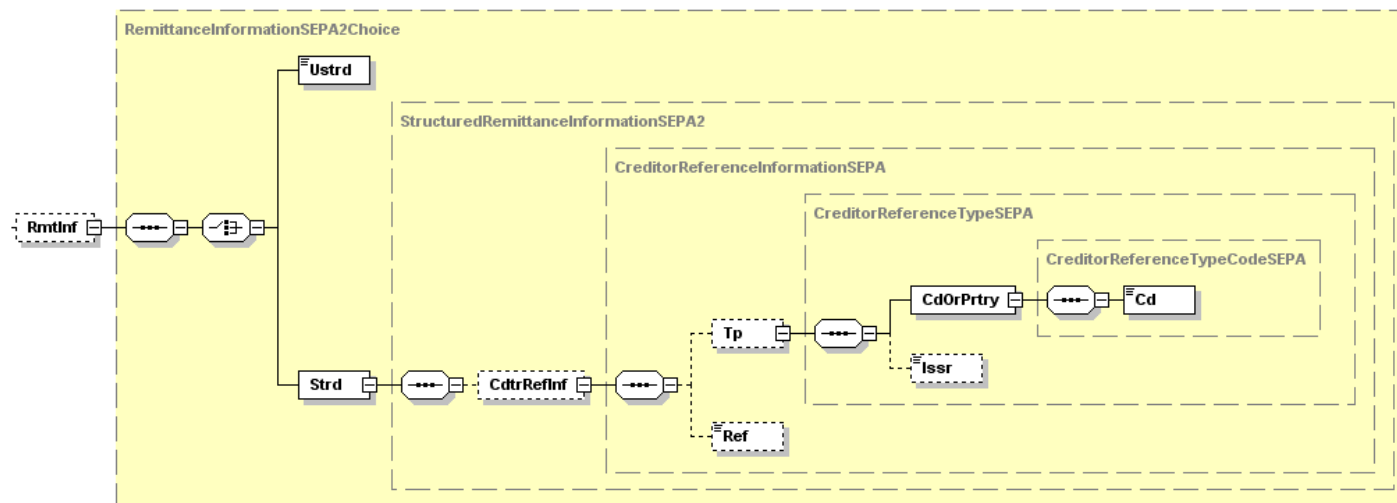 RemittanceInformationSEPA2Choice
Ustrd
StructuredRemittanceInformationSEPA2
CreditorReferenceInformationSEPA
CreditorReferenceTypeSEPA
RmtInf
CreditorReferenceTypeCodeSEPA
CdOrPrtry
Cd
Tp
Issr
Strd
CdtrRefInf
Ref